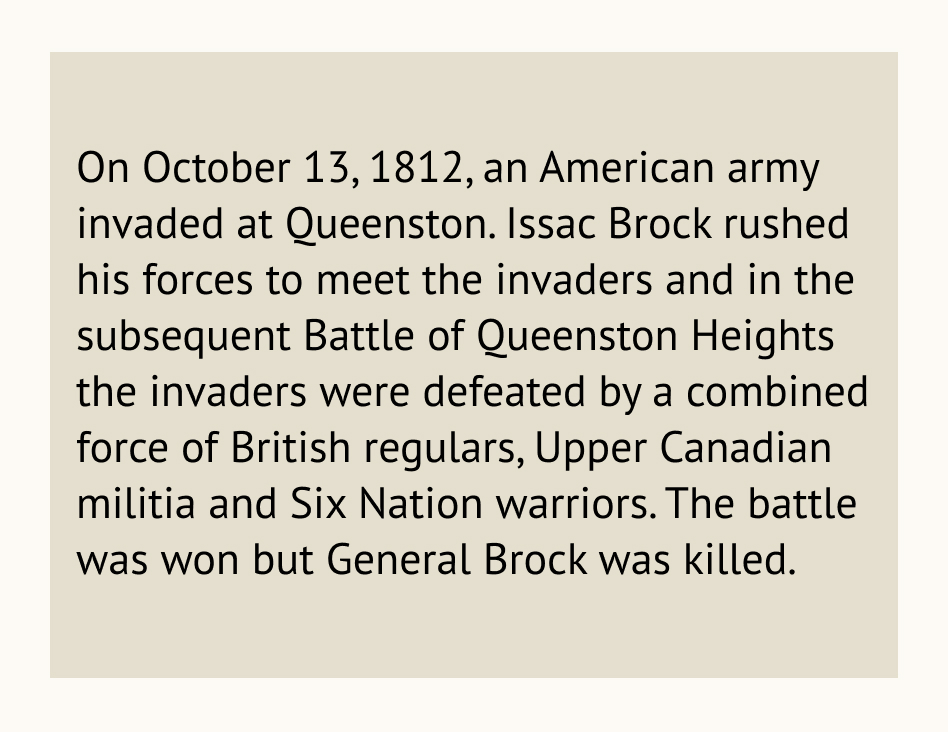 On October 13, 1812, an American army
invaded at Queenston. Issac Brock rushed
his forces to meet the invaders and in the
subsequent Battle of Queenston Heights
the invaders were defeated by a combined
force of British regulars, Upper Canadian
militia and Six Nation warriors. The battle
was won but General Brock was killed.